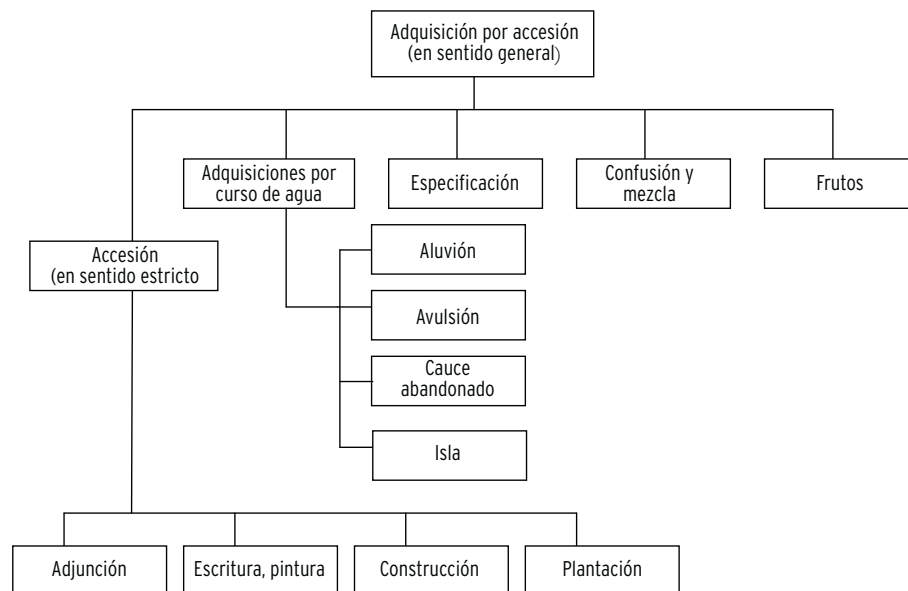 Adquisición por accesión
(en sentido general)
Adquisiciones por
curso de agua
Especificación
Confusión y
mezcla
Frutos
Accesión
(en sentido estricto
Aluvión
Avulsión
Cauce
abandonado
Isla
Adjunción
Escritura, pintura
Construcción
Plantación